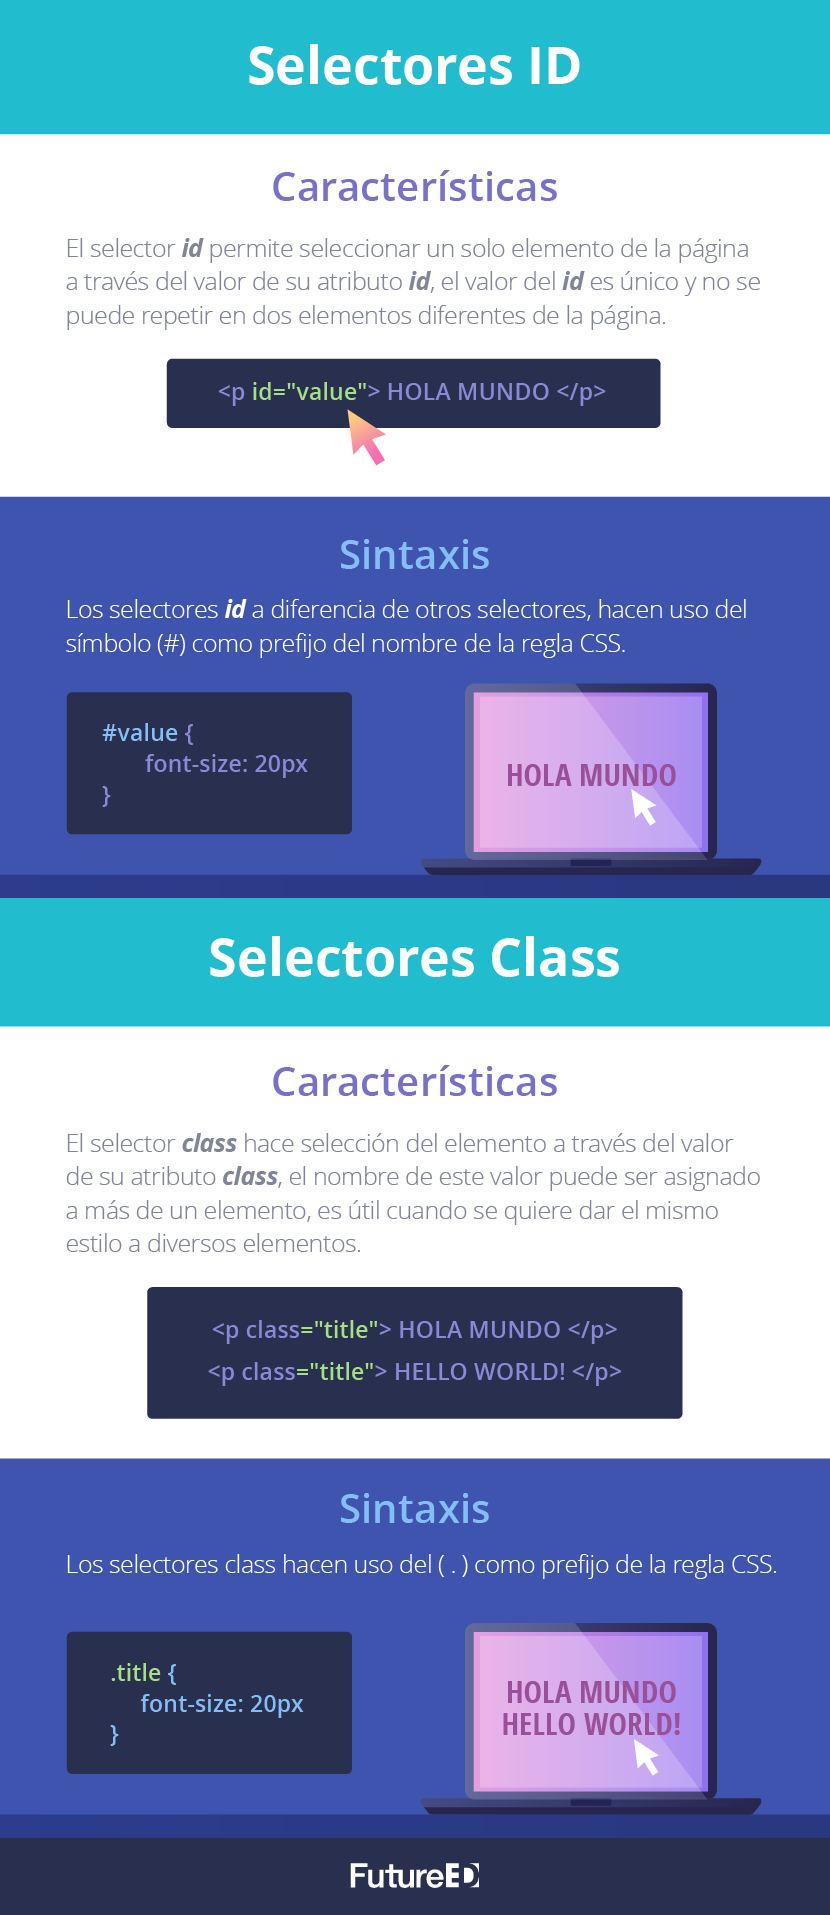 Selectores ID
Características
El selector id permite seleccionar un solo elemento de la página
a través del valor de su atributo id, el valor del id es único y no se
puede repetir en dos elementos diferentes de la página.
<p id="value"> HOLA MUNDO </p>
Sintaxis
Los selectores id a diferencia de otros selectores, hacen uso del
símbolo (#) como prefijo del nombre de la regla CSS.
#value {
font-size: 20px
}
HOLA MUNDO
Selectores Class
Características
El selector class hace selección del elemento a través del valor
de su atributo class, el nombre de este valor puede ser asignado
a más de un elemento, es útil cuando se quiere dar el mismo
estilo a diversos elementos.
<p class="title"> HOLA MUNDO </p>
<p class="title"> HELLO WORLD! </p>
Sintaxis
Los selectores class hacen uso del ( . ) como prefijo de la regla CSS.
.title {
font-size: 20px
}
HOLA MUNDO
HELLO WORLD!
FutureED